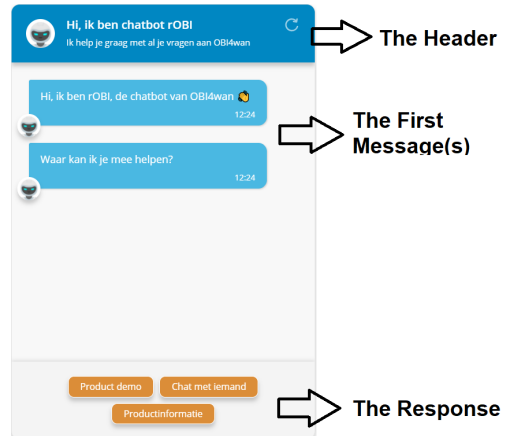 Hi, ik ben chatbot rOBI
Ik help je graag met al je vragen aan OBI4wan
The Header
Hi, ik ben rOBI, de chatbot van OBI4wan 👏
12:24
The First
Message(s)
Waar kan ik je mee helpen?
12:24
Product demo
Chat met iemand
Productinformatie
The Response